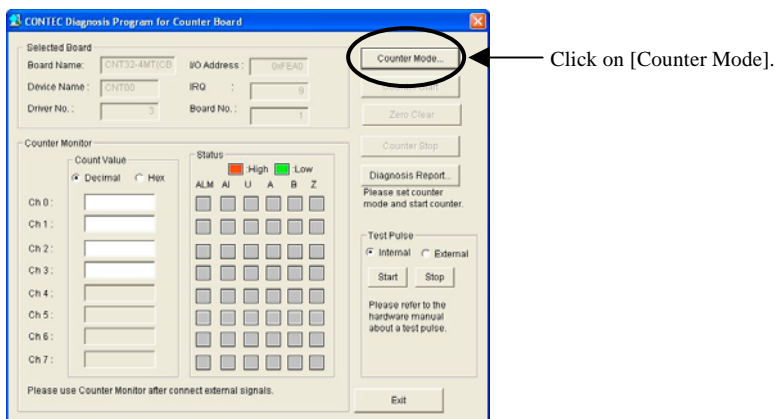 CONTEC Diagnosis Program for Counter Board
Selected Board
Board Name: CNT32-4MT(CB I/O Address : 0xFEA0
Device Name : CNT00 IRQ : 9
Driver No. : 3 Board No. : 1
Counter Mode...
Click on [Counter Mode].
Zero Clear
Counter Stop
Diagnosis Report...
Please set counter
mode and start counter.
Counter Monitor
Count Value
Decimal Hex
Status
:High :Low
ALM AI U A B Z
Ch 0 :
Ch 1 :
Ch 2 :
Ch 3 :
Ch 4 :
Ch 5 :
Ch 6 :
Ch 7 :
Test Pulse
Internal External
Start Stop
Please refer to the
hardware manual
about a test pulse.
Please use Counter Monitor after connect external signals.
Exit